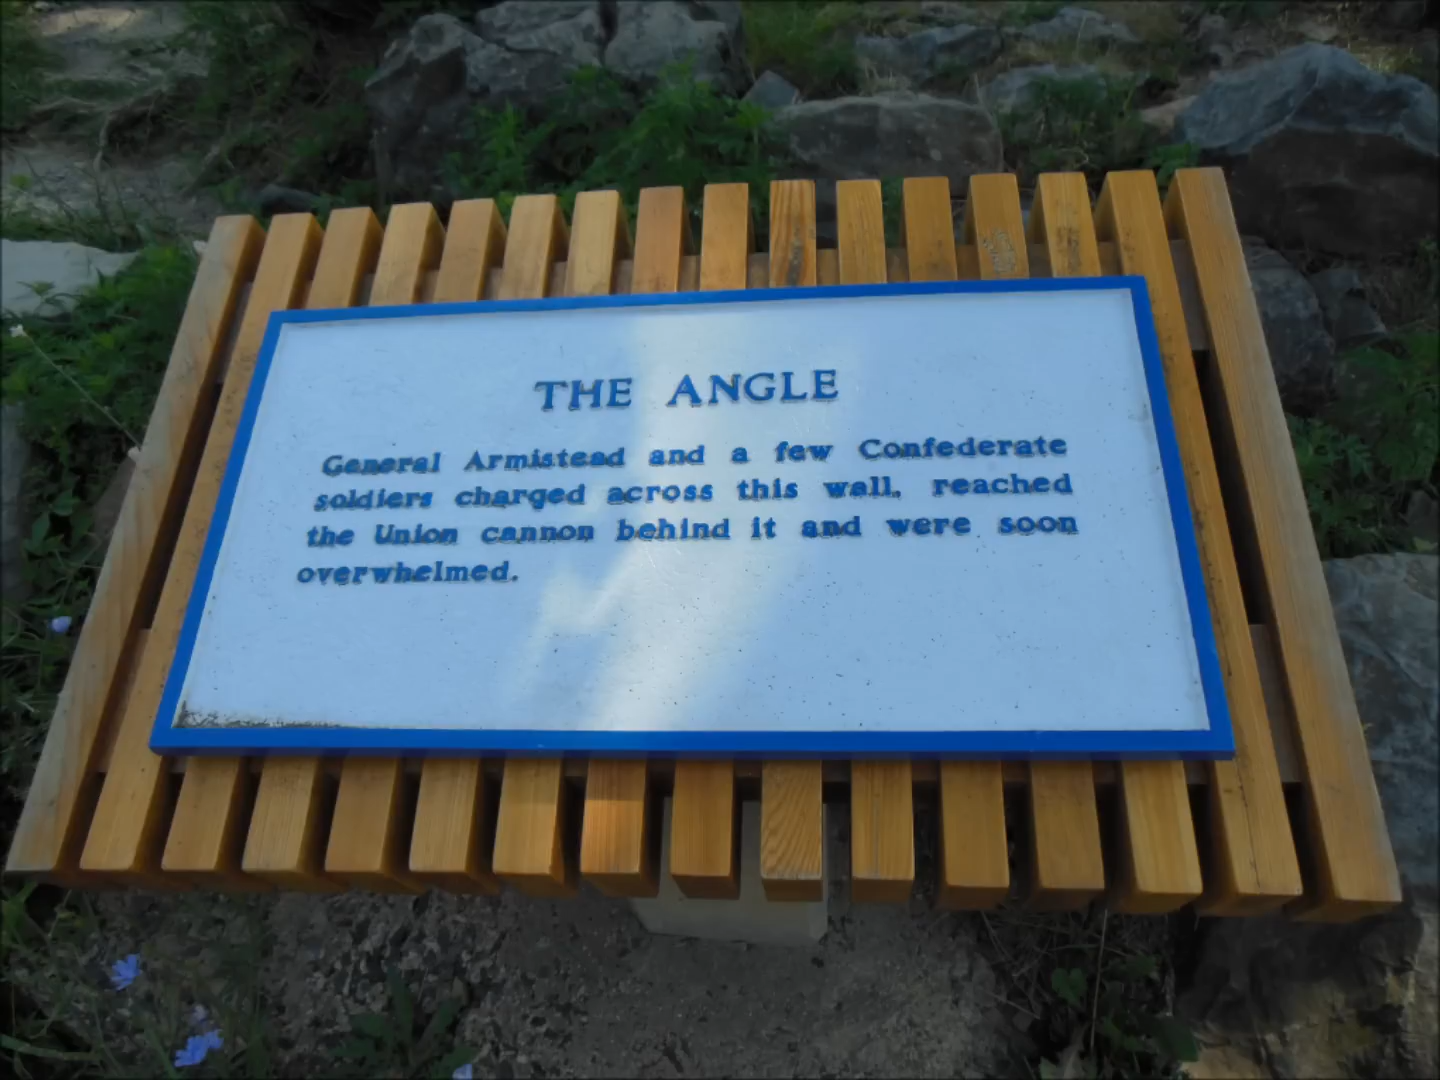 THE ANGLE
General Armistead and a few Confederate
soldiers charged across this wall, reached
the Union cannon behind it and were soon
overwhelmed.